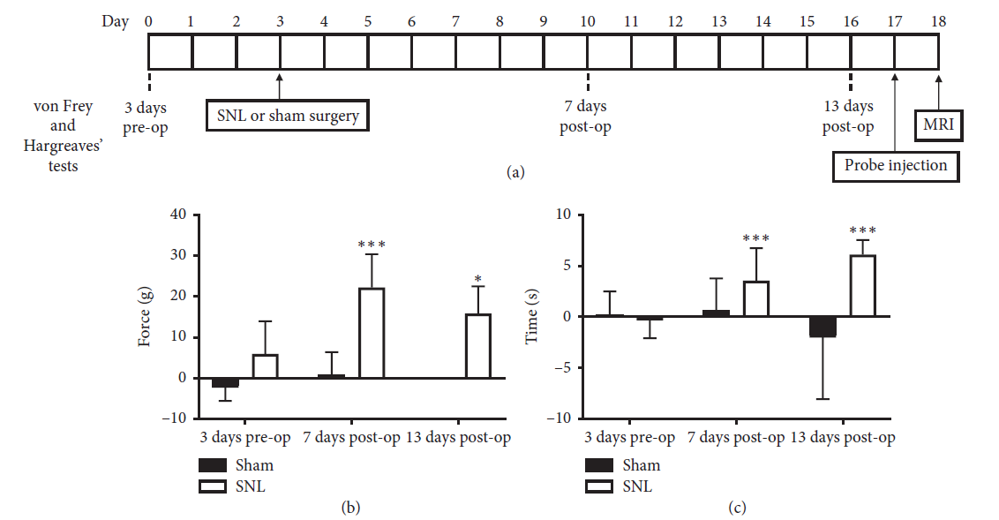 Day 0 1 2 3 4 5 6 7 8 9 10 11 12 13 14 15 16 17 18
von Frey
and
Hargreaves’
tests
3 days
pre-op
SNL or sham surgery
7 days
post-op
13 days
post-op
MRI
Probe injection
(a)
40
30
20
10
0
–10
Force (g)
***
*
3 days pre-op 7 days post-op 13 days post-op
Sham
SNL
(b)
10
5
0
–5
–10
Time (s)
***
***
3 days pre-op 7 days post-op 13 days post-op
Sham
SNL
(c)